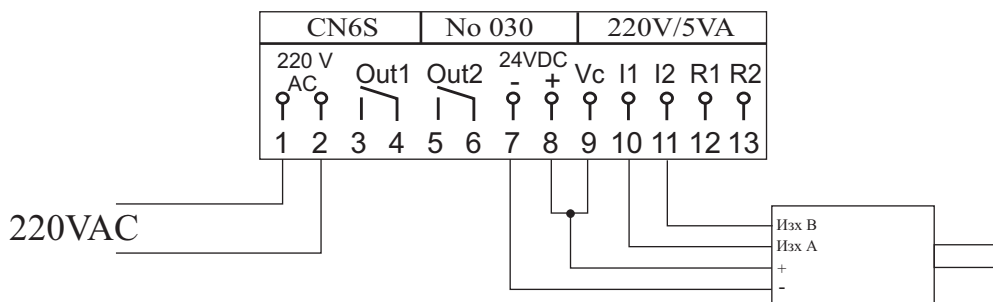 CN6S No 030 220V/5VA
220 V AC Out1 Out2 24VDC - + Vc I1 I2 R1 R2
1 2 3 4 5 6 7 8 9 10 11 12 13
220VAC
Изх В
Изх А
+
-